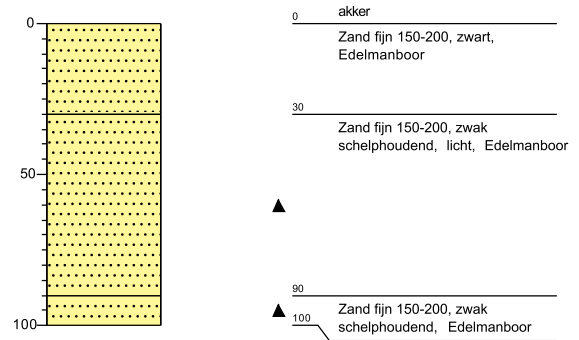 akker
0
0
Zand fijn 150-200, zwart,
Edelmanboor
30
Zand fijn 150-200, zwak
schelphoudend, licht, Edelmanboor
50
90
Zand fijn 150-200, zwak
100
100
schelphoudend, Edelmanboor